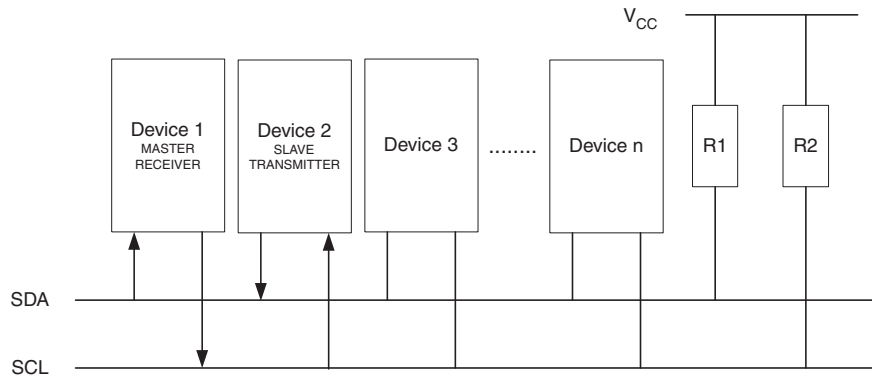 V_CC
Device 1
MASTER
RECEIVER
Device 2
SLAVE
TRANSMITTER
Device 3
........
Device n
R1
R2
SDA
SCL